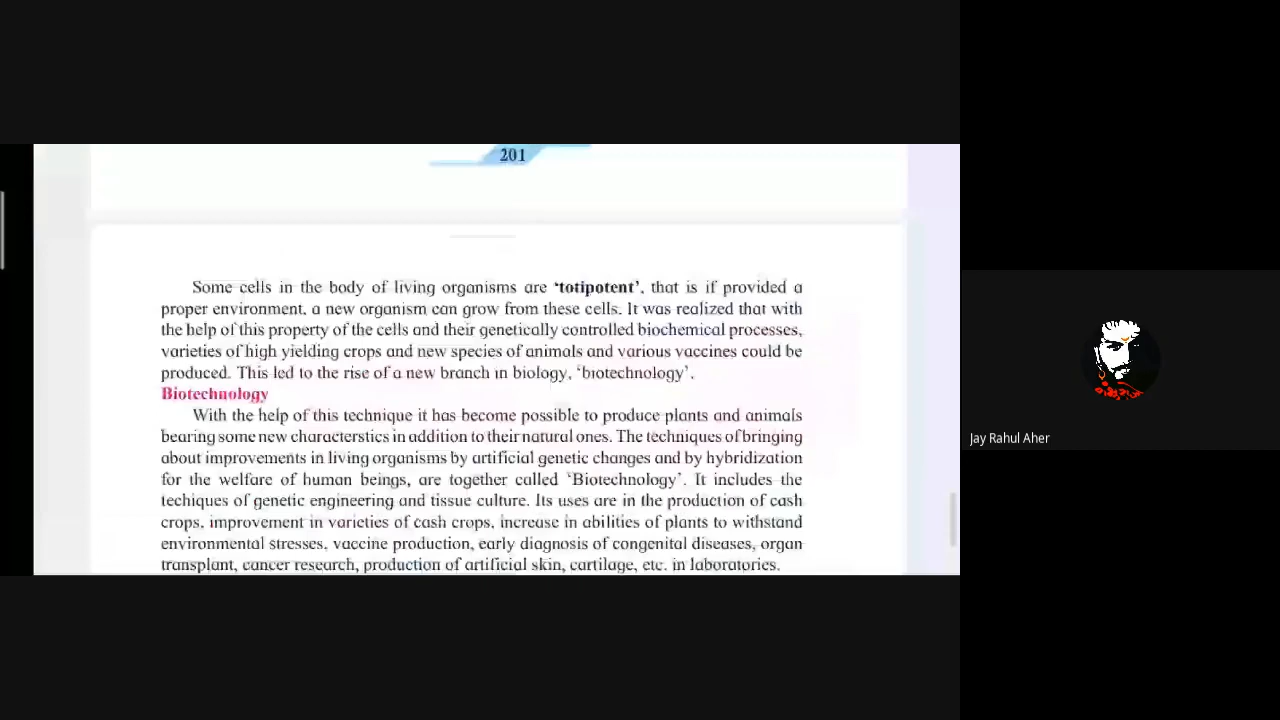 201
Some cells in the body of living organisms are ‘totipotent’, that is if provided a
proper environment, a new organism can grow from these cells. It was realized that with
the help of this property of the cells and their genetically controlled biochemical processes,
varieties of high yielding crops and new species of animals and various vaccines could be
produced. This led to the rise of a new branch in biology, ‘biotechnology’.
Biotechnology
With the help of this technique it has become possible to produce plants and animals
bearing some new characterstics in addition to their natural ones. The techniques of bringing
about improvements in living organisms by artificial genetic changes and by hybridization
for the welfare of human beings, are together called ‘Biotechnology’. It includes the
techiques of genetic engineering and tissue culture. Its uses are in the production of cash
crops, improvement in varieties of cash crops, increase in abilities of plants to withstand
environmental stresses, vaccine production, early diagnosis of congenital diseases, organ
transplant, cancer research, production of artificial skin, cartilage, etc. in laboratories.
Jay Rahul Aher